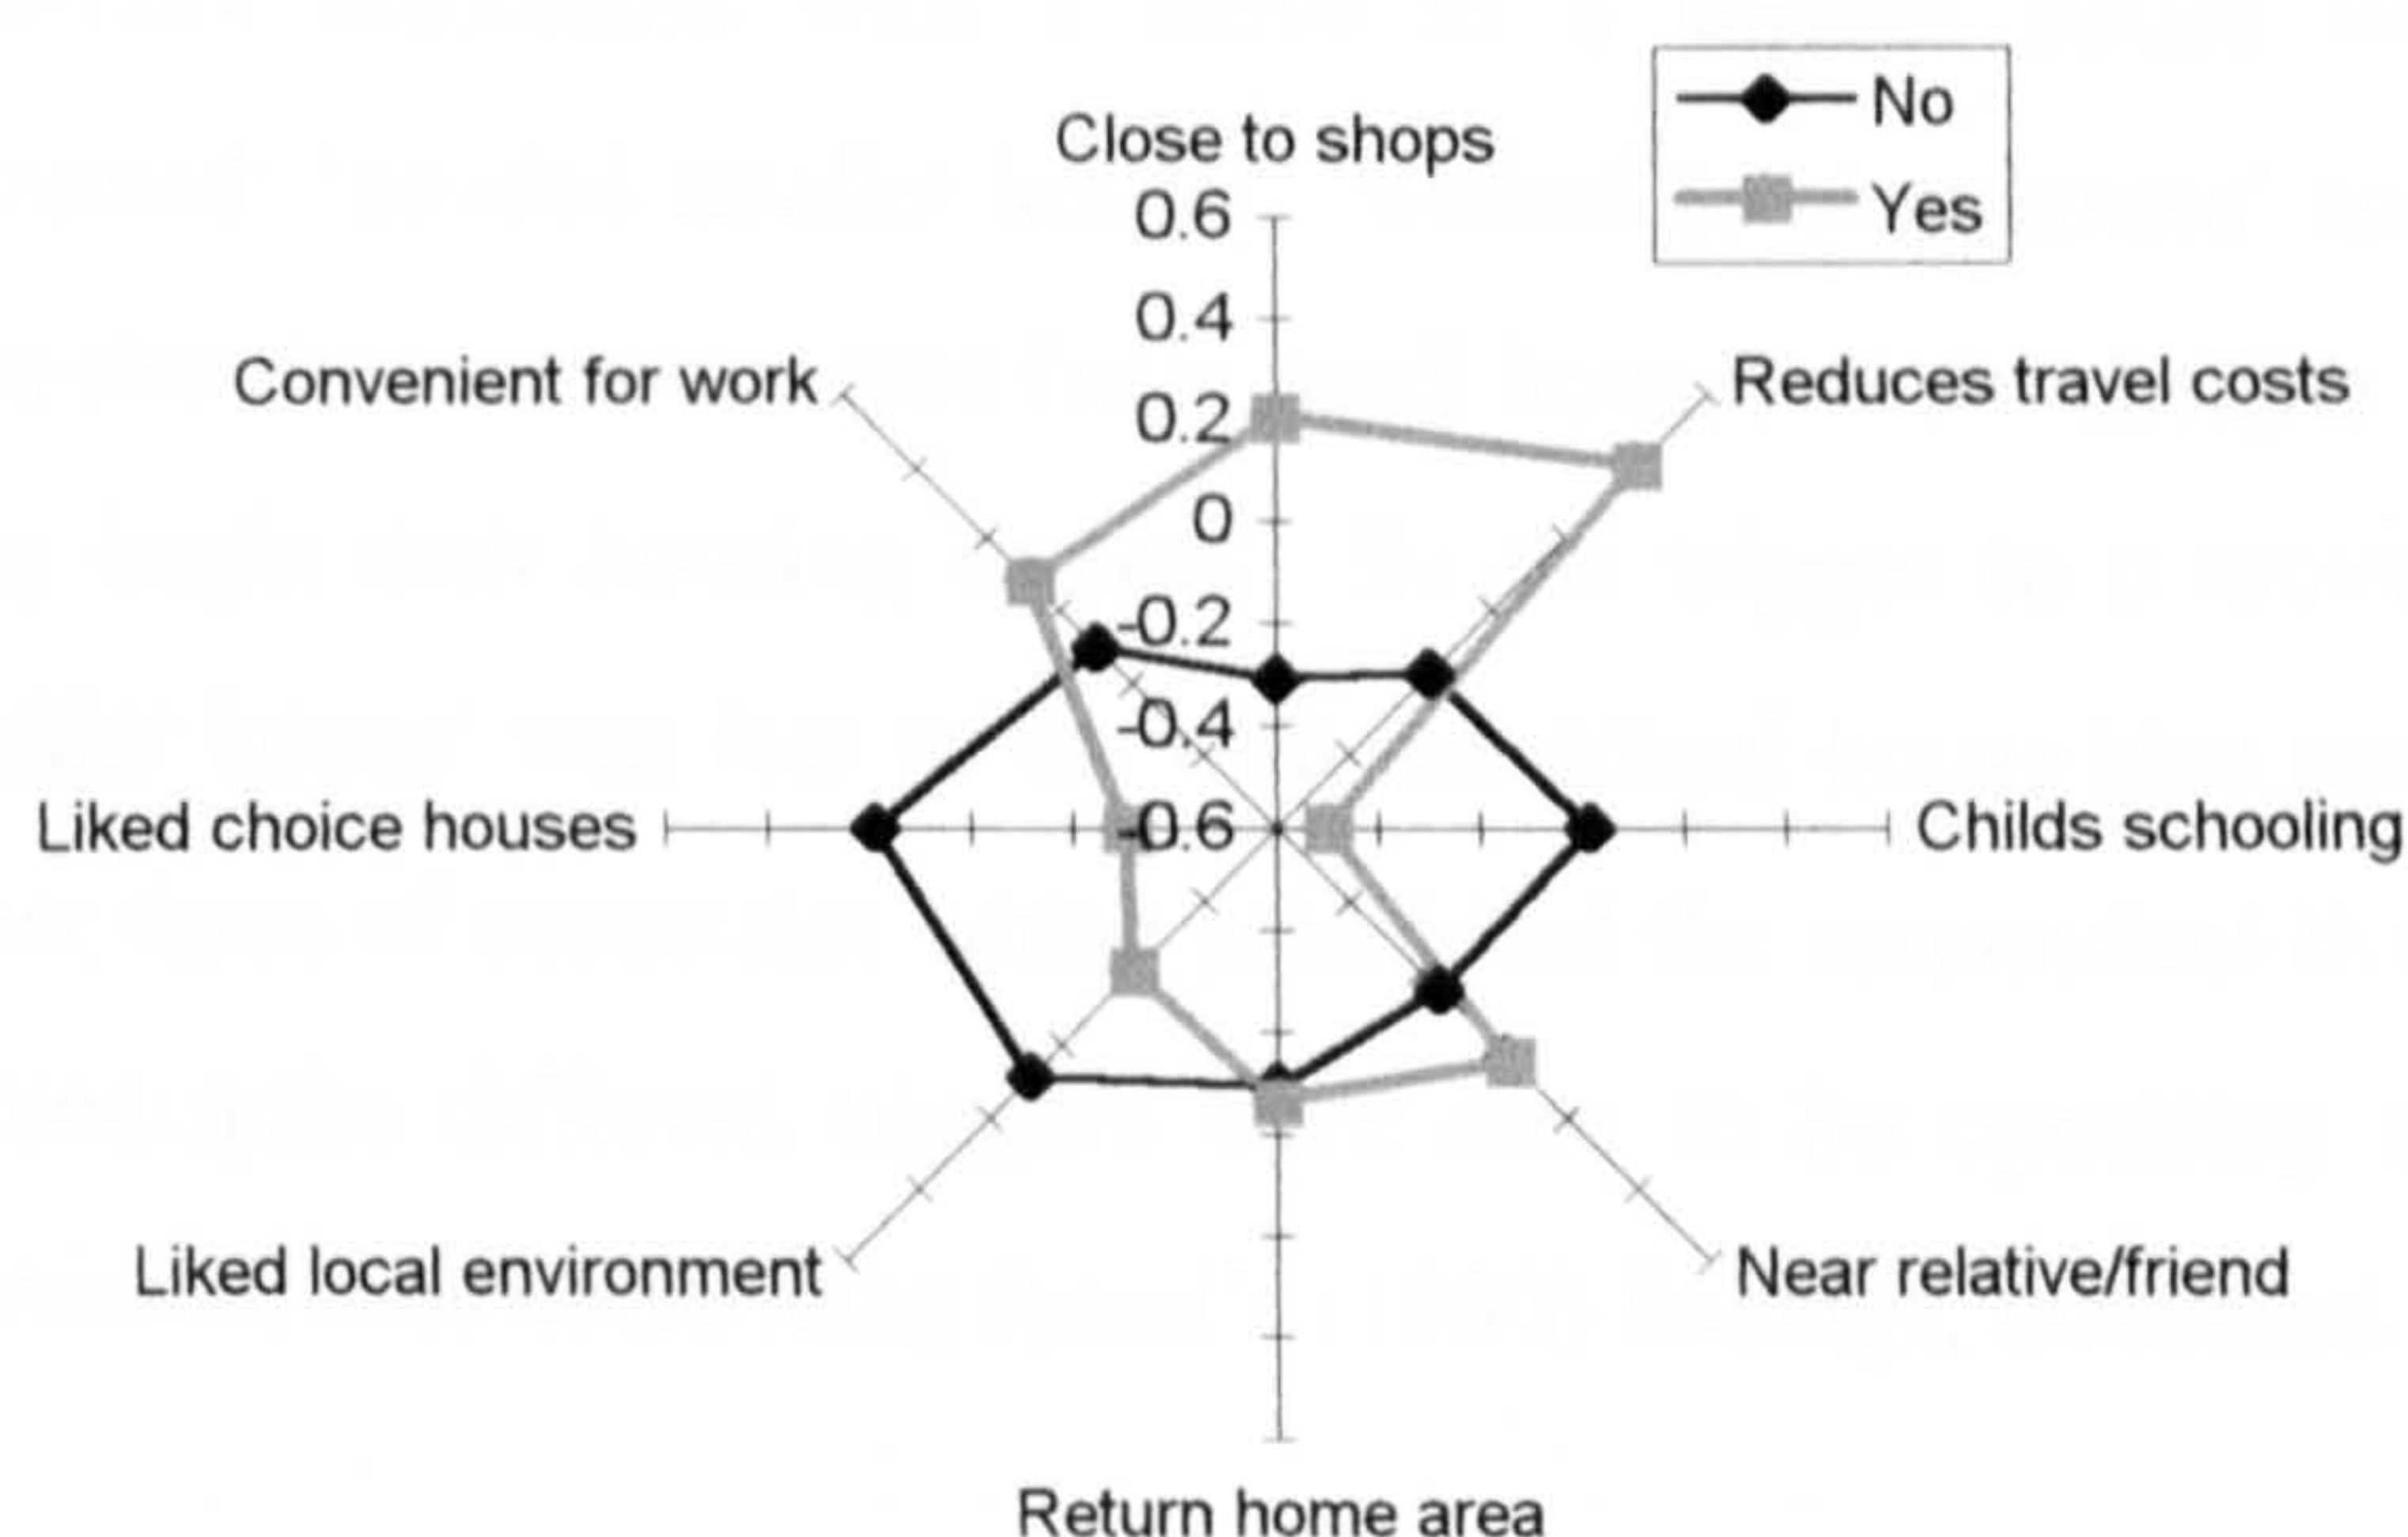 No
Yes
Close to shops
0.6
0.4
0.2
0
-0.2
-0.4
-0.6
Convenient for work
Reduces travel costs
Liked choice houses
Childs schooling
Liked local environment
Near relative/friend
Return home area